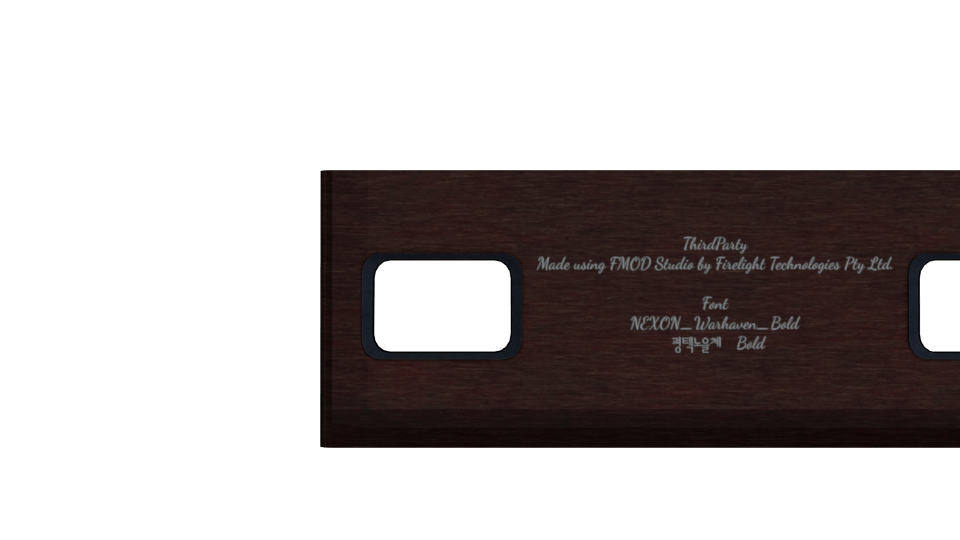 ThirdParty
Made using FMOD Studio by Firelight Technologies Pty Ltd.
Font
NEXON_Warhaven_Bold
평택노을체 Bold